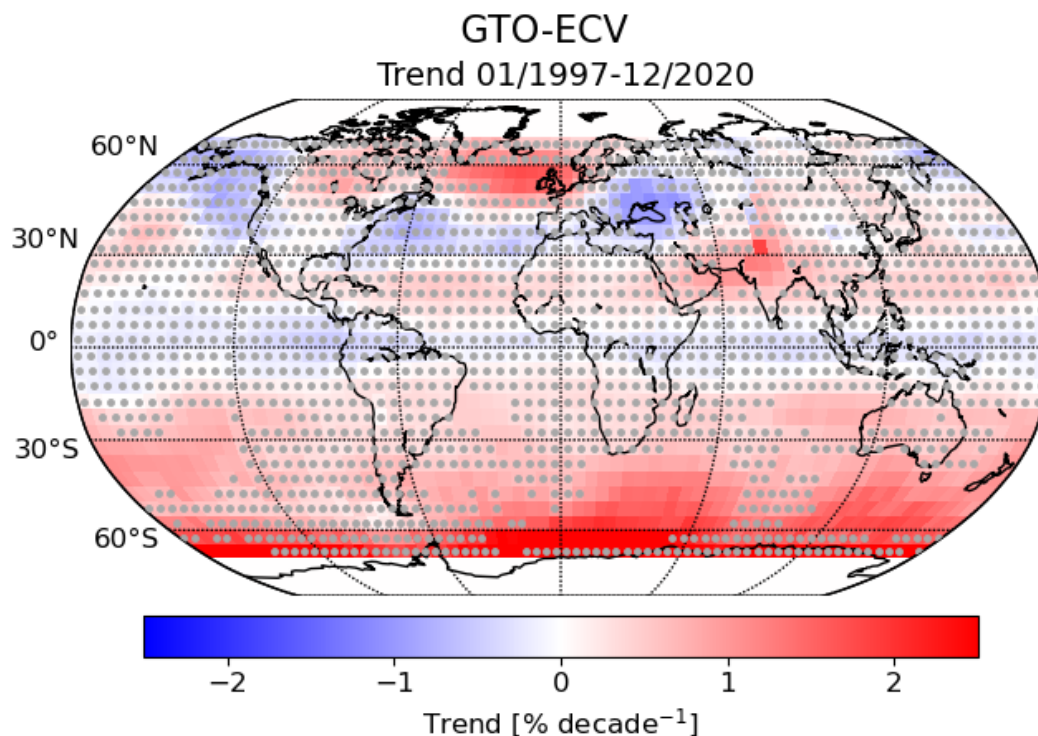 GTO-ECV
Trend 01/1997-12/2020
60°N
30°N
0°
30°S
60°S
−2 −1 0 1 2
Trend [% decade⁻¹]